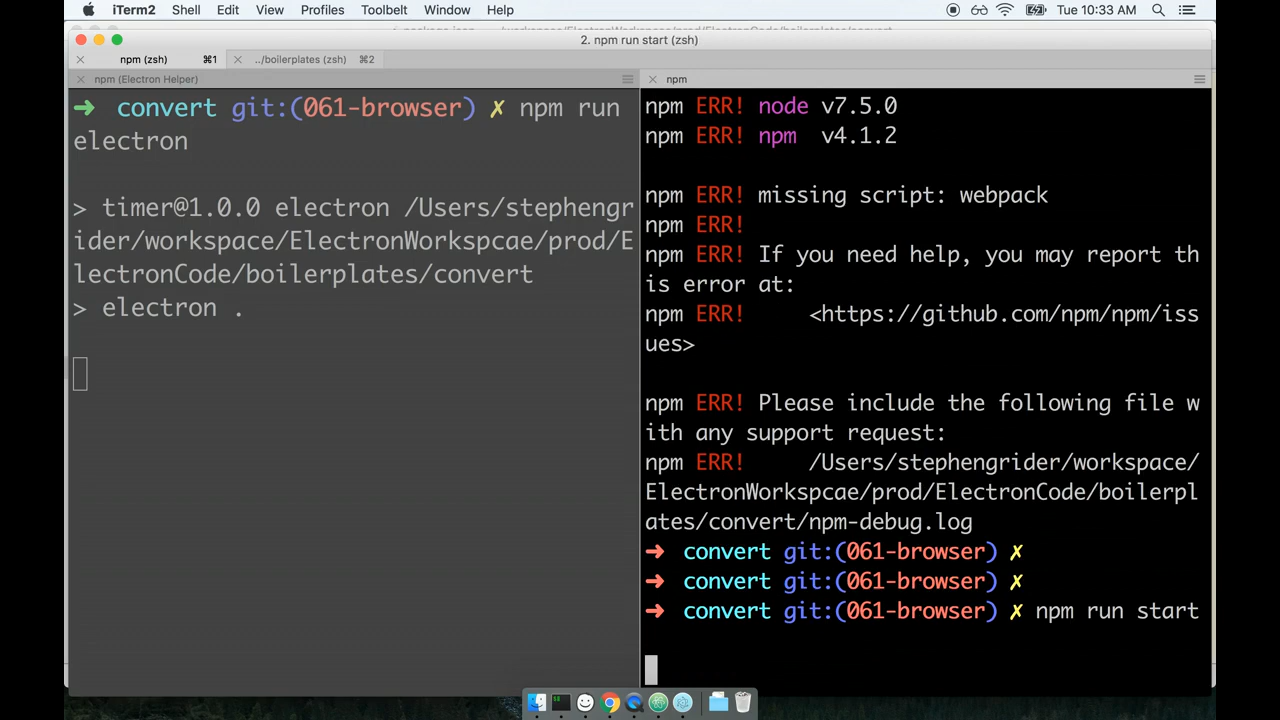 iTerm2 Shell Edit View Profiles Toolbelt Window Help Tue 10:33 AM
2. npm run start (zsh)
npm (zsh) ⌘1 ../boilerplates (zsh) ⌘2
npm (Electron Helper)
➜ convert git:(061-browser) ✗ npm run
electron
> timer@1.0.0 electron /Users/stephengr
ider/workspace/ElectronWorkspcae/prod/E
lectronCode/boilerplates/convert
> electron .
npm
npm ERR! node v7.5.0
npm ERR! npm v4.1.2
npm ERR! missing script: webpack
npm ERR!
npm ERR! If you need help, you may report th
is error at:
npm ERR! <https://github.com/npm/npm/iss
ues>
npm ERR! Please include the following file w
ith any support request:
npm ERR! /Users/stephengrider/workspace/
ElectronWorkspcae/prod/ElectronCode/boilerpl
ates/convert/npm-debug.log
➜ convert git:(061-browser) ✗
➜ convert git:(061-browser) ✗
➜ convert git:(061-browser) ✗ npm run start